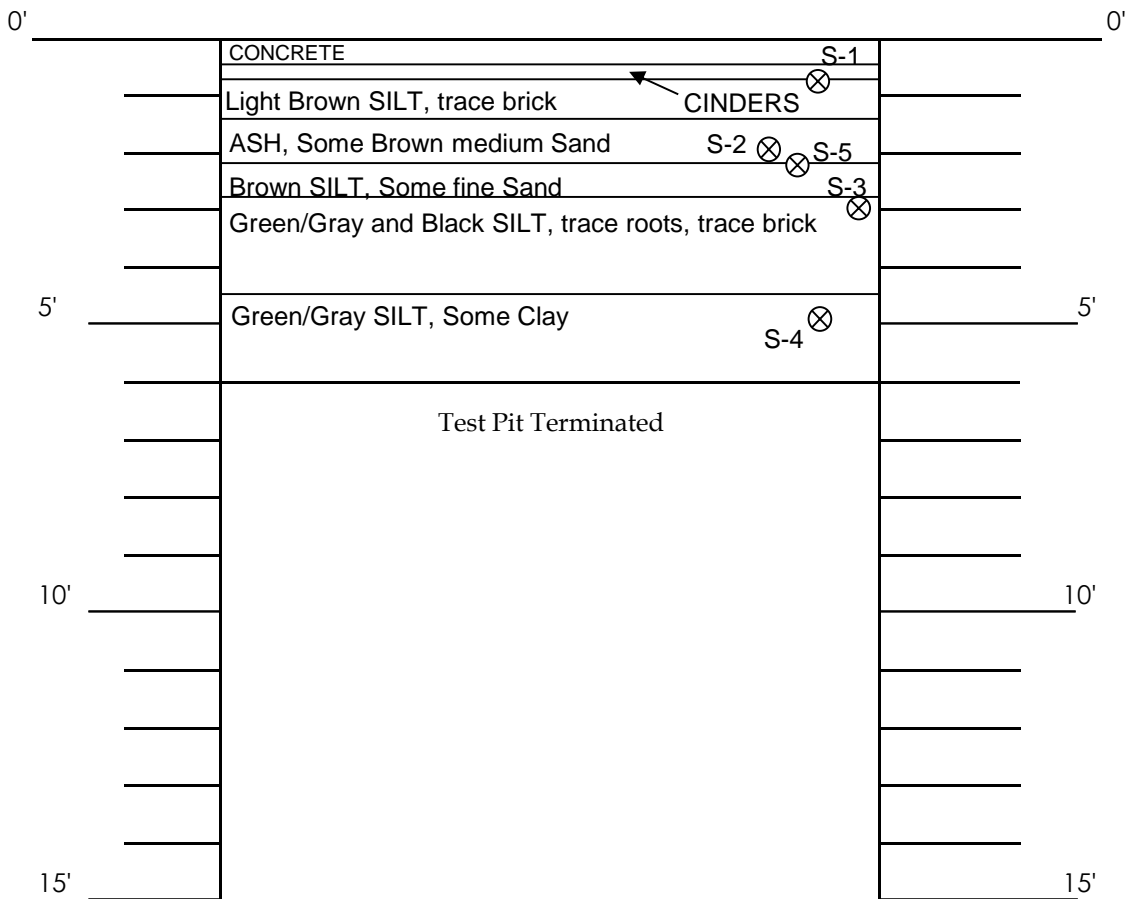 0' 0'
CONCRETE S-1
Light Brown SILT, trace brick CINDERS
ASH, Some Brown medium Sand S-2 S-5
Brown SILT, Some fine Sand S-3
Green/Gray and Black SILT, trace roots, trace brick
5' 5'
Green/Gray SILT, Some Clay
S-4
Test Pit Terminated
10' 10'
15' 15'